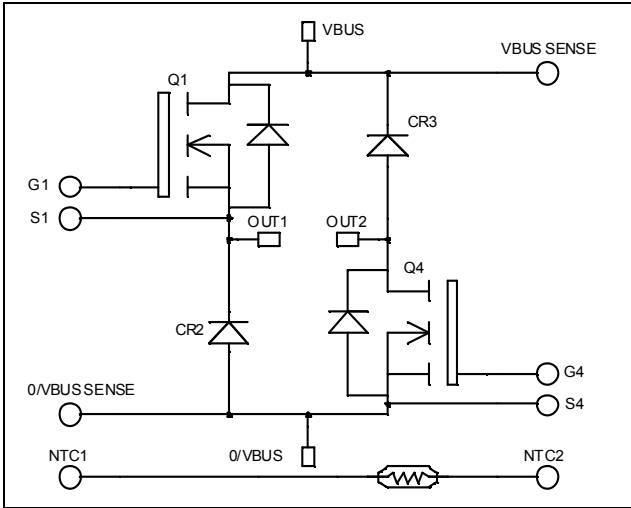 VBUS
VBUS SENSE
Q1
CR3
G1
S1
OUT1
OUT2
Q4
CR2
G4
0/VBUS SENSE
S4
NTC1
0/VBUS
NTC2